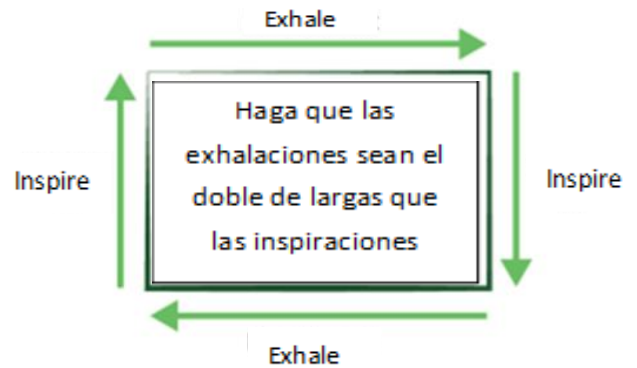 Exhale
Haga que las
exhalaciones sean el
doble de largas que
las inspiraciones
Inspire
Inspire
Exhale